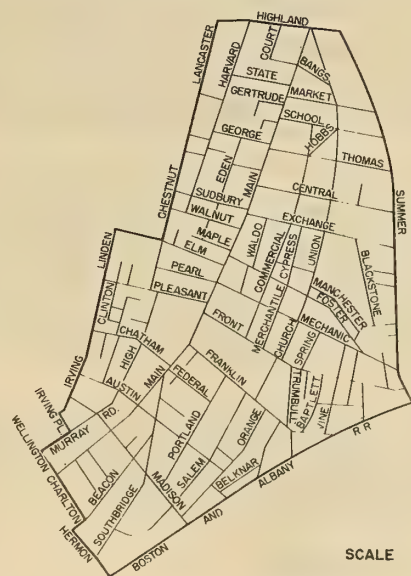 HIGHLAND
LANCASTER
HARVARD
COURT
BANGS
STATE
GERTRUDE
MARKET
SCHOOL
HOBBS
GEORGE
THOMAS
EDEN
MAIN
CENTRAL
SUMMER
CHESTNUT
SUDBURY
WALNUT
EXCHANGE
MAPLE
ELM
WALDO
COMMERCIAL
MERCHANTILE
CYPRESS
UNION
BLACKSTONE
LINDEN
PEARL
PLEASANT
CLINTON
MANCHESTER
FOSTER
FRONT
CHURCH
MECHANIC
SPRING
CHATHAM
HIGH
MAIN
FRANKLIN
FEDERAL
IRVING
AUSTIN
TRUMBULL
BARTLETT
VINE
IRVING PL.
MURRAY RD.
PORTLAND
ORANGE
SALEM
BELKNAR
WELLINGTON
CHARLTON
BEACON
MADISON
HERMON
SOUTHBRIDGE
BOSTON AND ALBANY RR
SCALE